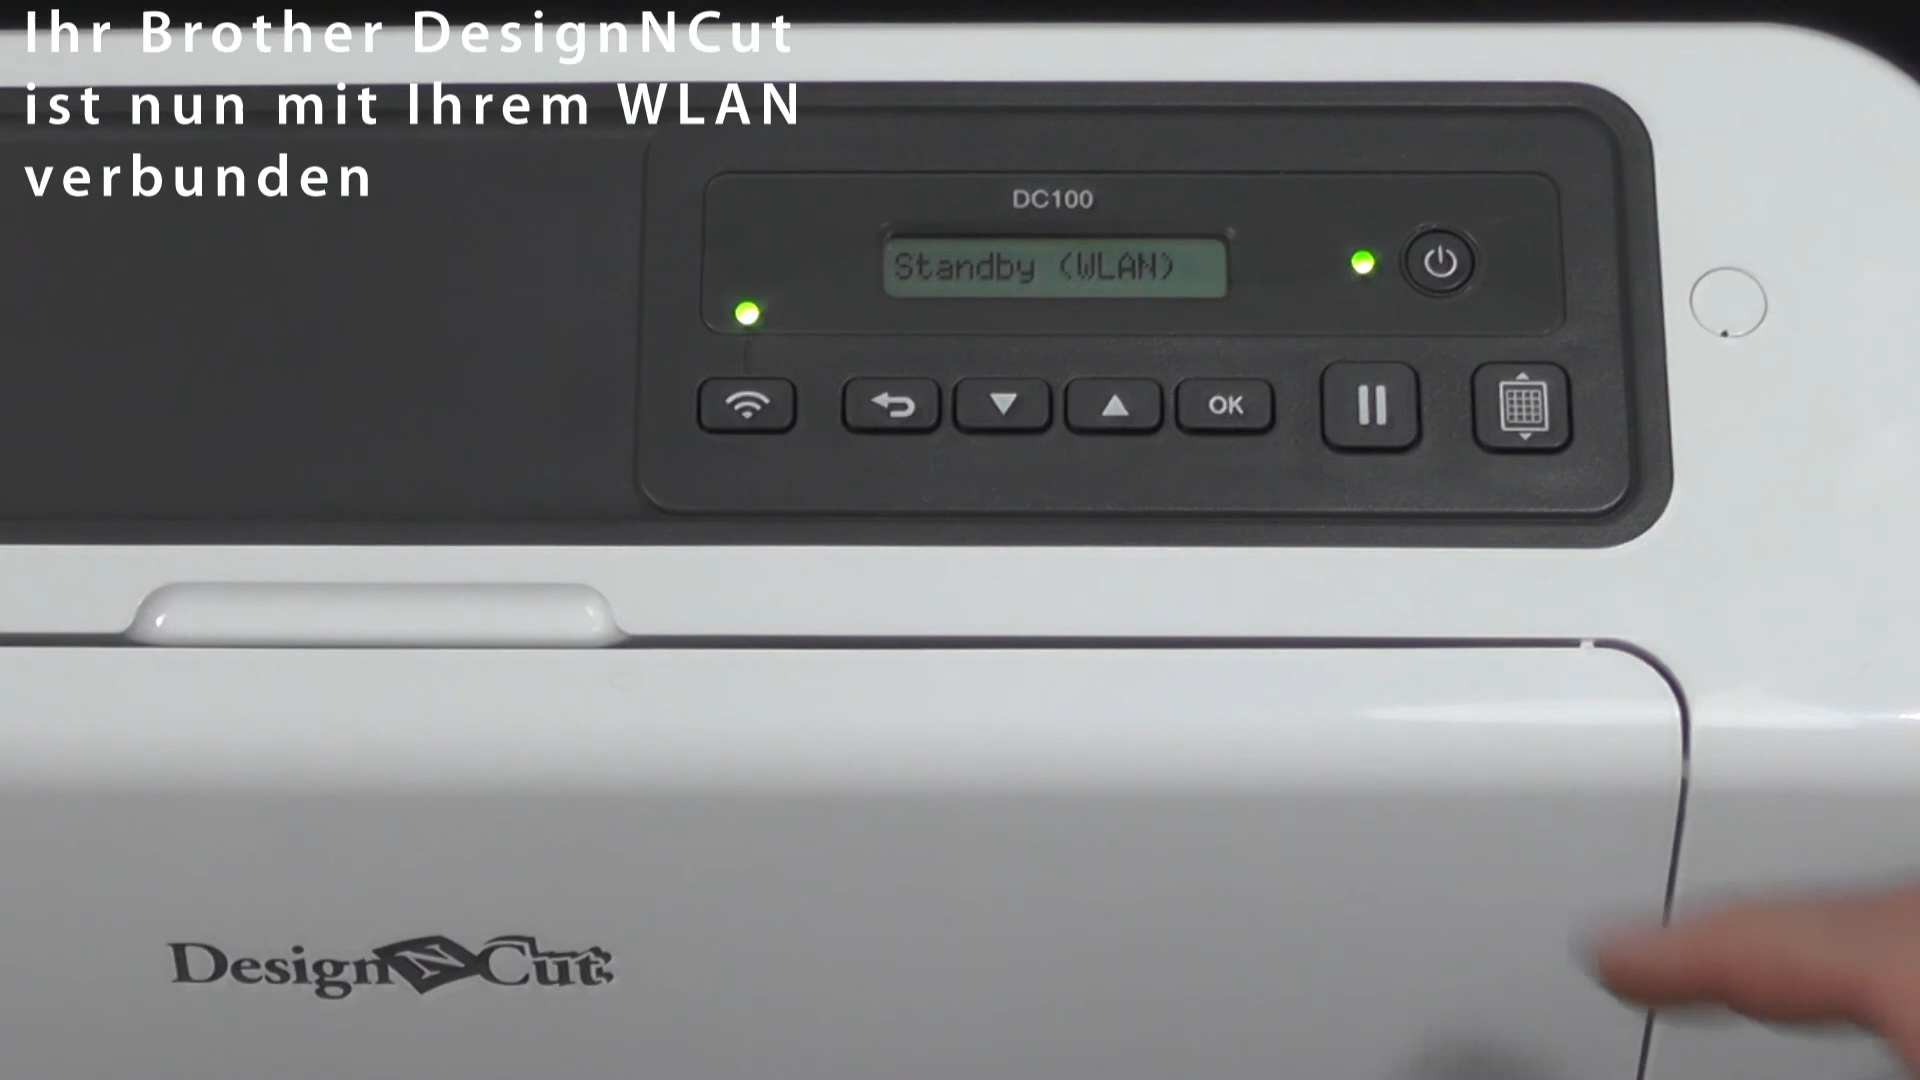 Ihr Brother DesignNCut
ist nun mit Ihrem WLAN
verbunden
DC100
Standby (WLAN)
OK
DesignNCut